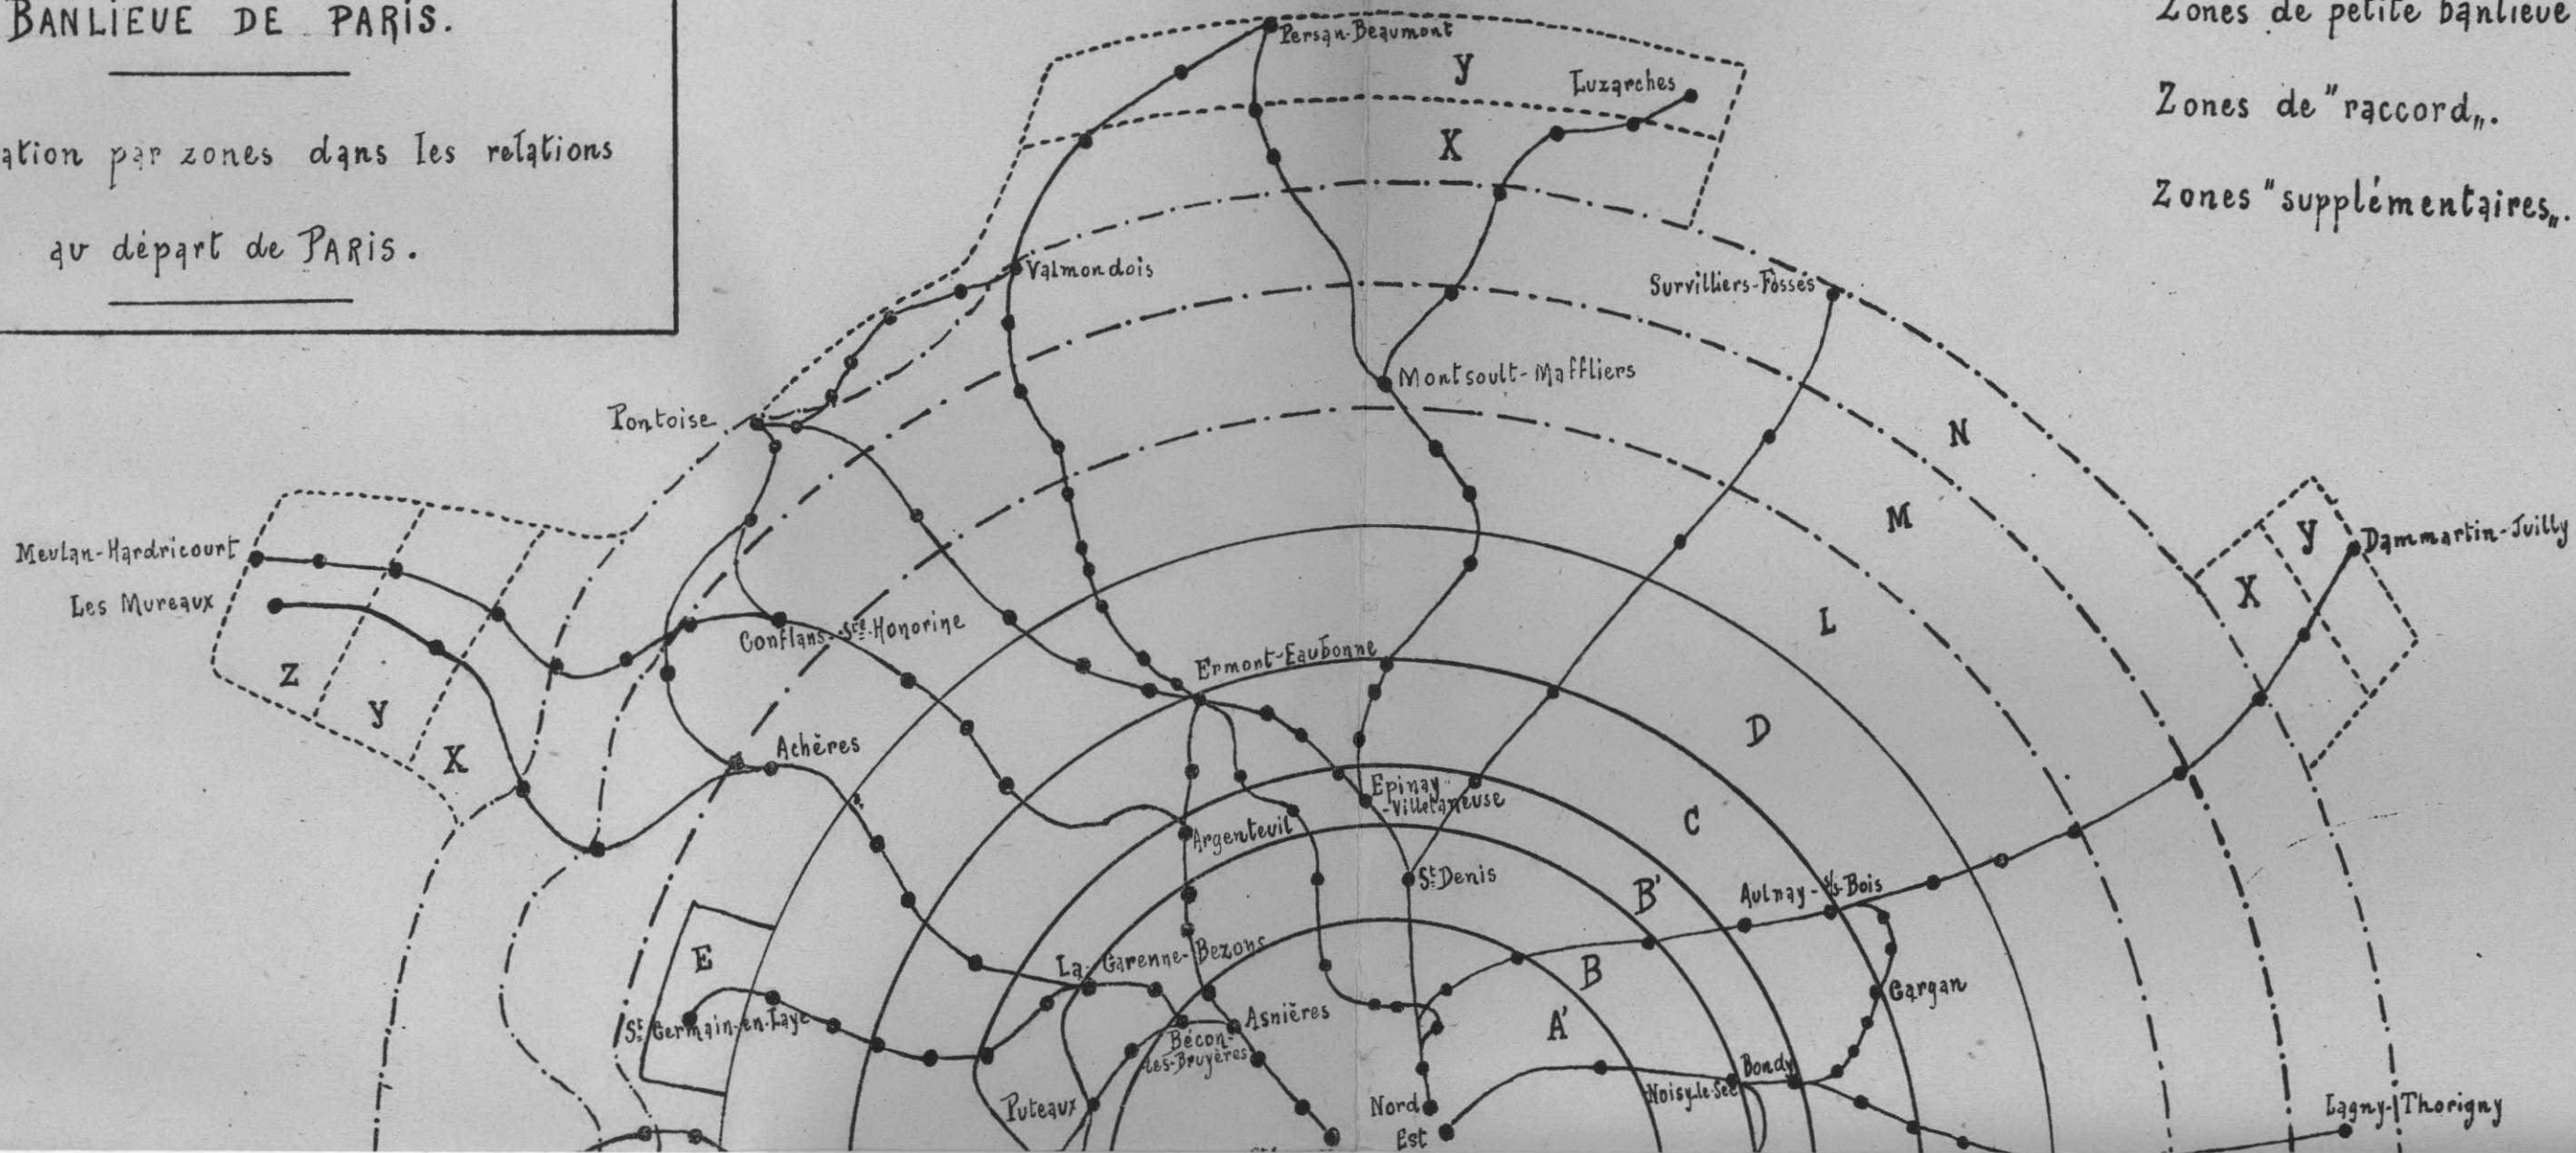 BANLIEUE DE PARIS.
ation par zones dans les relations
au départ de PARIS.
Zones de petite banlieue
Zones de "raccord„.
Zones "supplémentaires„.
Persan-Beaumont
y
Luzarches
X
Valmondois
Survilliers-Fosses
Montsoult-Maffliers
Pontoise
N
M
Meulan-Hardricourt
Les Mureaux
y
Dammartin-Juilly
X
L
Conflans-Ste-Honorine
Z
y
X
Ermont-Eaubonne
D
Achères
Epinay
-Villetaneuse
C
Argenteuil
St Denis
B'
Aulnay-s/s-Bois
E
La-Garenne-Bezons
B
Gargan
St Germain-en-Laye
Asnières
A'
Bécon-
les-Bruyères
Puteaux
Noisy-le-Sec
Bondy
Nord
Est
Lagny-Thorigny